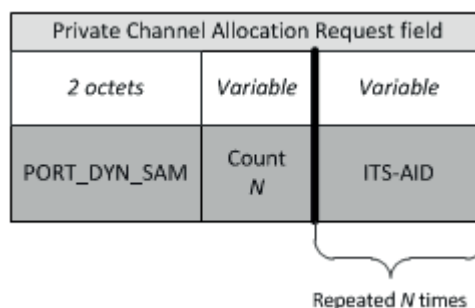 Private Channel Allocation Request field
2 octets Variable Variable
PORT_DYN_SAM Count N ITS-AID
Repeated N times